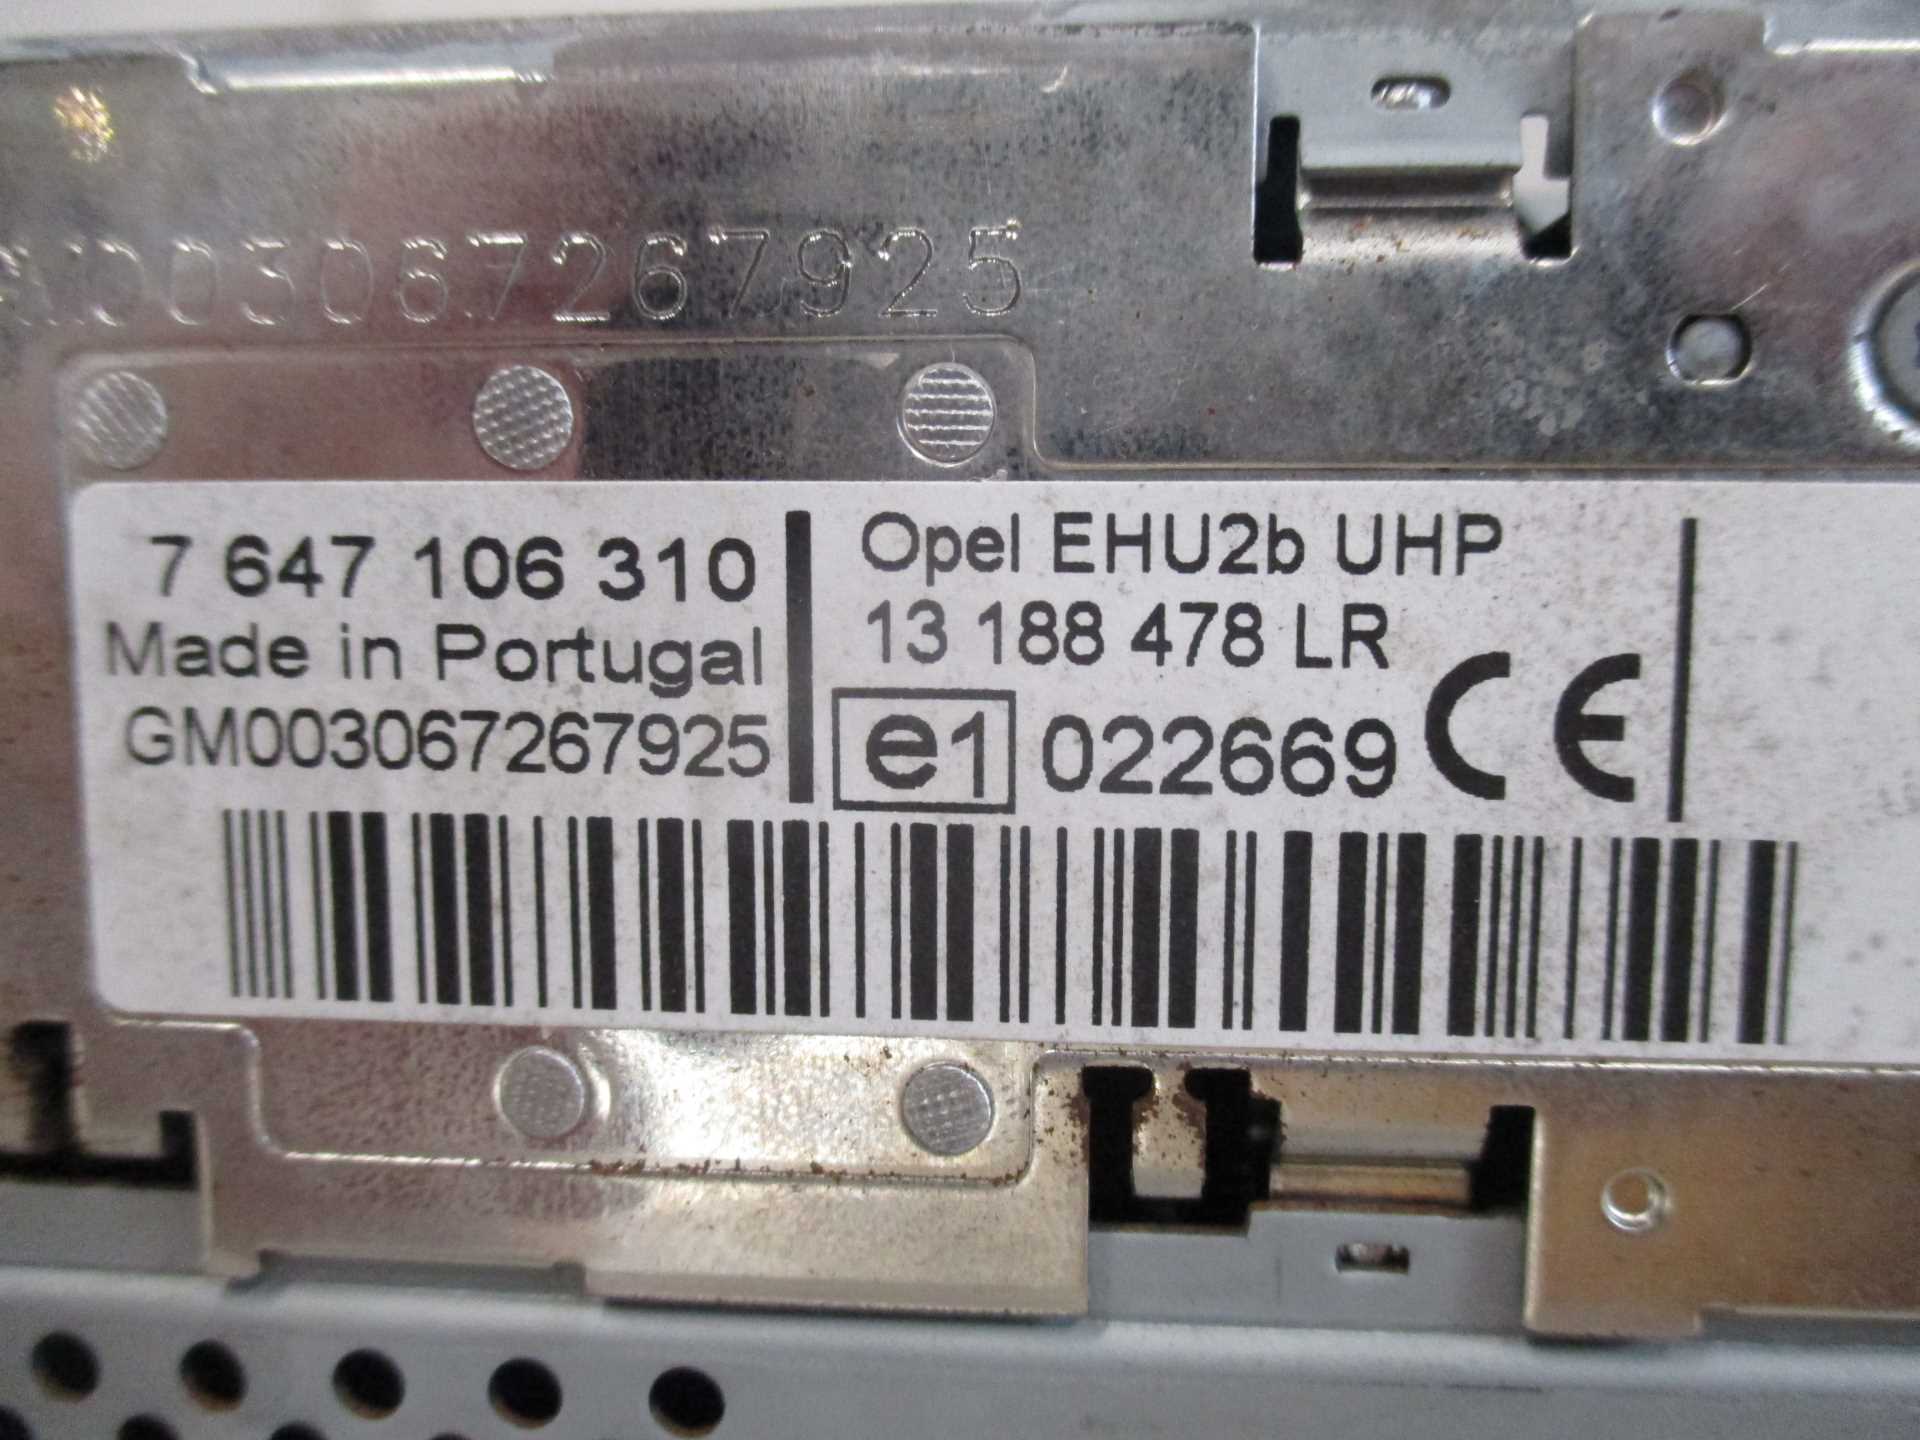 GM003067267925
7 647 106 310
Made in Portugal
GM003067267925
Opel EHU2b UHP
13 188 478 LR
e1 022669 CE